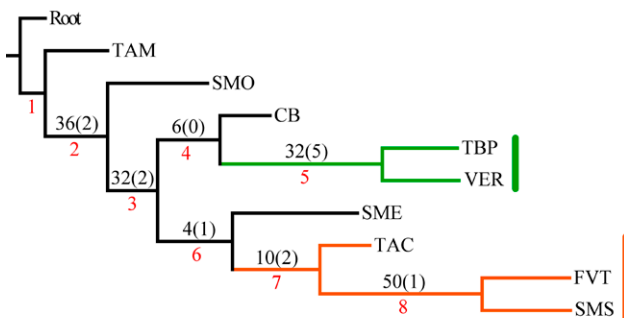 Root
TAM
1
36(2)
2
SMO
32(2)
3
6(0)
4
CB
32(5)
5
TBP
VER
4(1)
6
SME
10(2)
7
TAC
50(1)
8
FVT
SMS